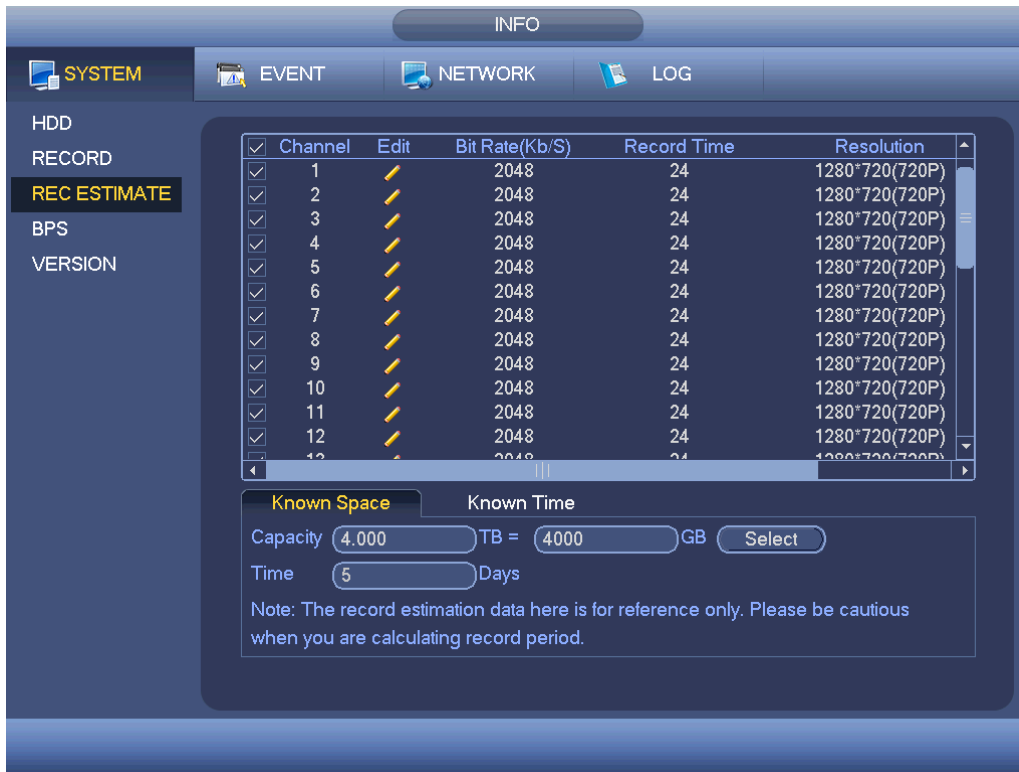 INFO
SYSTEM EVENT NETWORK LOG
HDD
RECORD
REC ESTIMATE
BPS
VERSION
Channel Edit Bit Rate(Kb/S) Record Time Resolution
1 2048 24 1280*720(720P)
2 2048 24 1280*720(720P)
3 2048 24 1280*720(720P)
4 2048 24 1280*720(720P)
5 2048 24 1280*720(720P)
6 2048 24 1280*720(720P)
7 2048 24 1280*720(720P)
8 2048 24 1280*720(720P)
9 2048 24 1280*720(720P)
10 2048 24 1280*720(720P)
11 2048 24 1280*720(720P)
12 2048 24 1280*720(720P)
13 2048 24 1280*720(720P)
Known Space Known Time
Capacity 4.000 TB = 4000 GB Select
Time 5 Days
Note: The record estimation data here is for reference only. Please be cautious
when you are calculating record period.